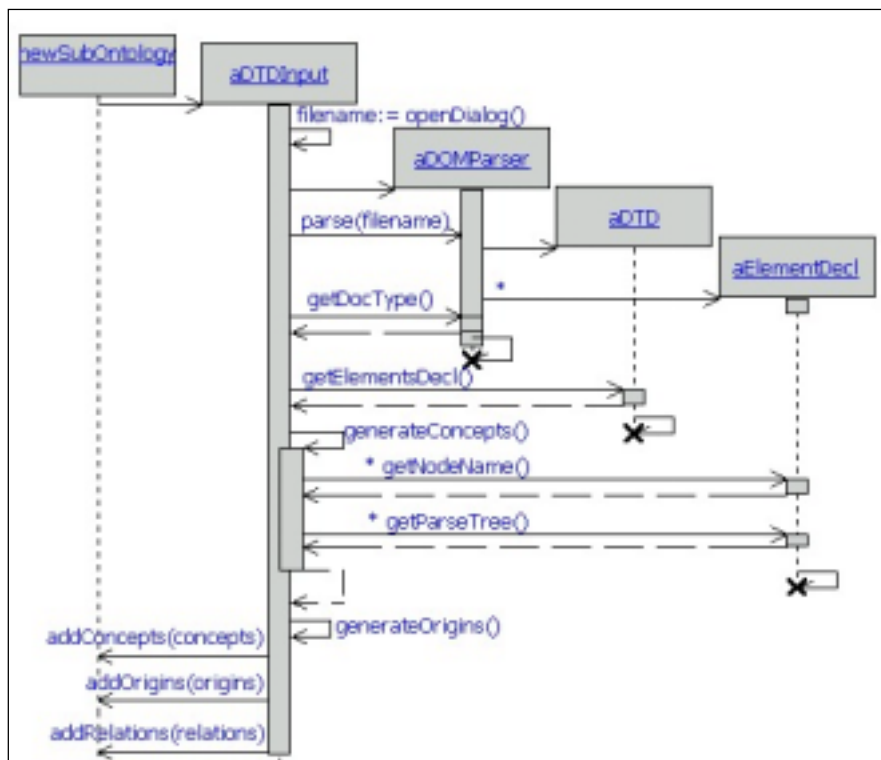 newSubOntology
aDTDInput
filename:= openDialog()
aDOMParser
parse(filename)
aDTD
aElementDecl
*
getDocType()
getElementsDecl()
generateConcepts()
* getNodeName()
* getParseTree()
generateOrigins()
addConcepts(concepts)
addOrigins(origins)
addRelations(relations)